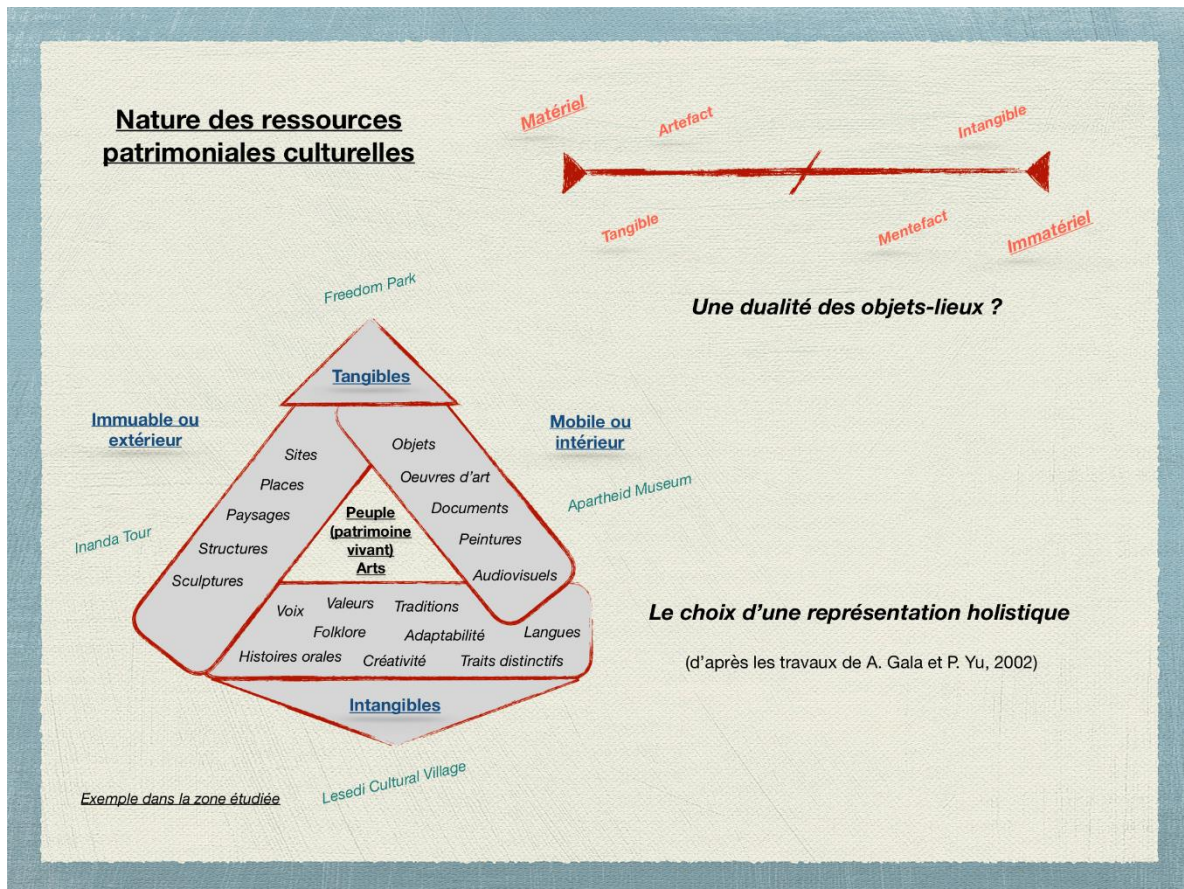 Nature des ressources
patrimoniales culturelles
Matériel
Artefact
Intangible
Tangible
Mentefact
Immatériel
Une dualité des objets-lieux ?
Freedom Park
Tangibles
Immuable ou
extérieur
Mobile ou
intérieur
Sites
Places
Paysages
Structures
Sculptures
Objets
Oeuvres d'art
Documents
Peintures
Audiovisuels
Inanda Tour
Apartheid Museum
Peuple
(patrimoine
vivant)
Arts
Voix
Valeurs
Traditions
Folklore
Adaptabilité
Langues
Histoires orales
Créativité
Traits distinctifs
Intangibles
Lesedi Cultural Village
Le choix d'une représentation holistique
(d'après les travaux de A. Gala et P. Yu, 2002)
Exemple dans la zone étudiée